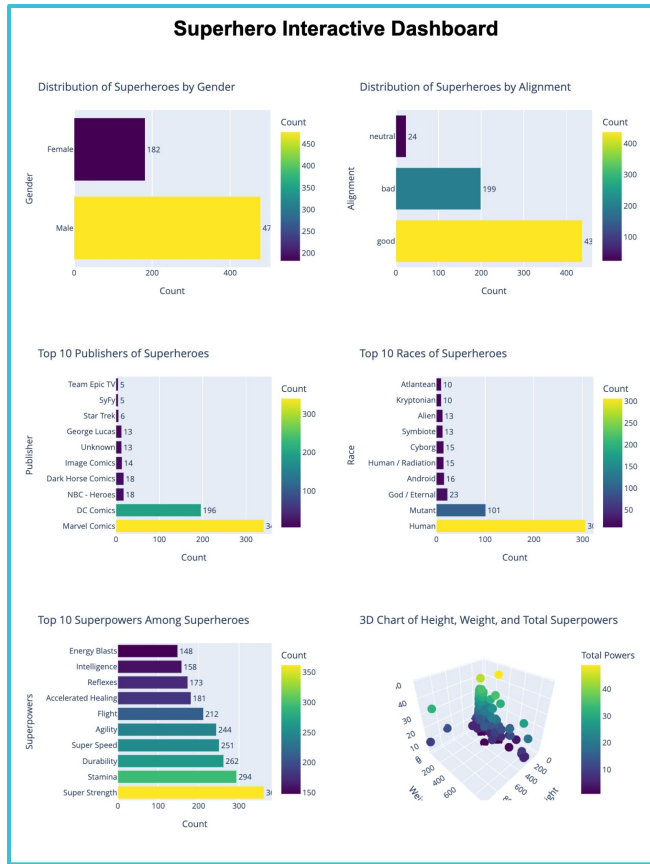 Superhero Interactive Dashboard
Distribution of Superheroes by Gender
Count
Female
182
Male
47
450
400
350
300
250
200
Gender
0 200 400
Count
Distribution of Superheroes by Alignment
Count
neutral
24
bad
199
good
43
400
300
200
100
Alignment
0 100 200 300 400
Count
Top 10 Publishers of Superheroes
Count
Team Epic TV 5
SyFy 5
Star Trek 6
George Lucas 13
Unknown 13
Image Comics 14
Dark Horse Comics 18
NBC - Heroes 18
DC Comics 196
Marvel Comics 34
300
200
100
Publisher
0 100 200 300
Count
Top 10 Races of Superheroes
Count
Atlantean 10
Kryptonian 10
Alien 13
Symbiote 13
Cyborg 15
Human / Radiation 15
Android 16
God / Eternal 23
Mutant 101
Human
300
250
200
150
100
50
Race
0 100 200 300
Count
Top 10 Superpowers Among Superheroes
Count
Energy Blasts 148
Intelligence 158
Reflexes 173
Accelerated Healing 181
Flight 212
Agility 244
Super Speed 251
Durability 262
Stamina 294
Super Strength
350
300
250
200
150
Superpowers
0 100 200 300
Count
3D Chart of Height, Weight, and Total Superpowers
Total Powers
40
30
20
10
40
30
20
10
0
200
400
600
0
200
400
600